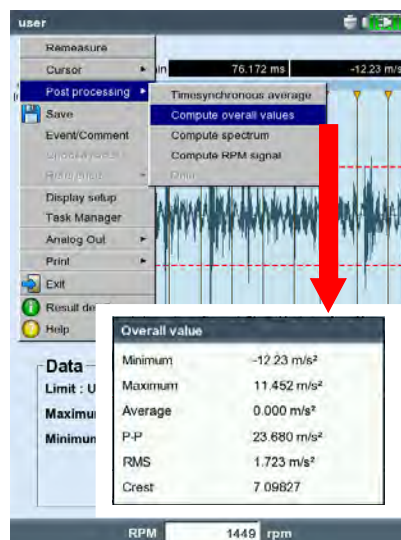 user
Remeasure
Cursor
in 76.172 ms -12.23 m/s
Post processing
Timesynchronous average
Save
Compute overall values
Event/Comment
Compute spectrum
Compute RPM signal
Display setup
Task Manager
Analog Out
Print
Exit
Result de
Help
Overall value
Minimum -12.23 m/s²
Maximum 11.452 m/s²
Average 0.000 m/s²
P-P 23.680 m/s²
RMS 1.723 m/s²
Crest 7.09827
Data
Limit : U
Maximu
Minimun
RPM 1449 rpm